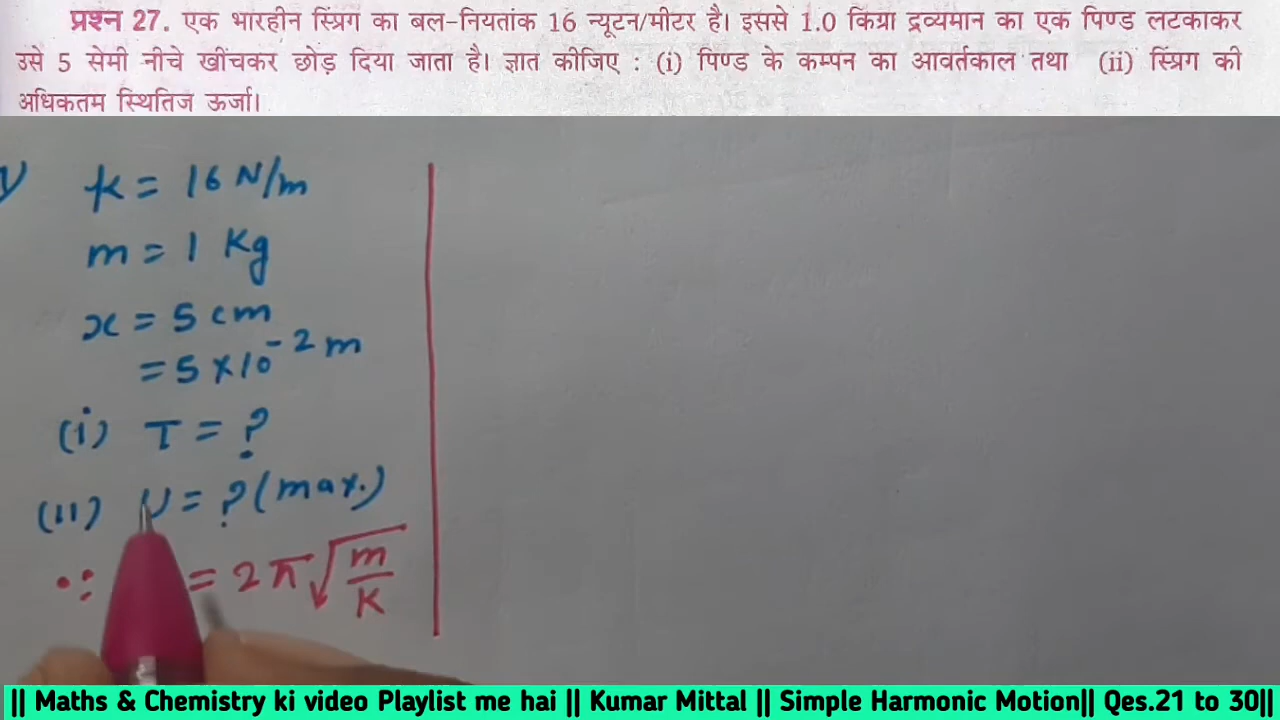 प्रश्न 27. एक भारहीन स्प्रिंग का बल-नियतांक 16 न्यूटन/मीटर है। इससे 1.0 किग्रा द्रव्यमान का एक पिण्ड लटकाकर
उसे 5 सेमी नीचे खींचकर छोड़ दिया जाता है। ज्ञात कीजिए : (i) पिण्ड के कम्पन का आवर्तकाल तथा (ii) स्प्रिंग की
अधिकतम स्थितिज ऊर्जा।
k = 16 N/m
m = 1 Kg
x = 5 cm
= 5 × 10⁻² m
(i) T = ?
(ii) U = ? (max.)
∵ = 2π√(m/K)
|| Maths & Chemistry ki video Playlist me hai || Kumar Mittal || Simple Harmonic Motion|| Qes.21 to 30||